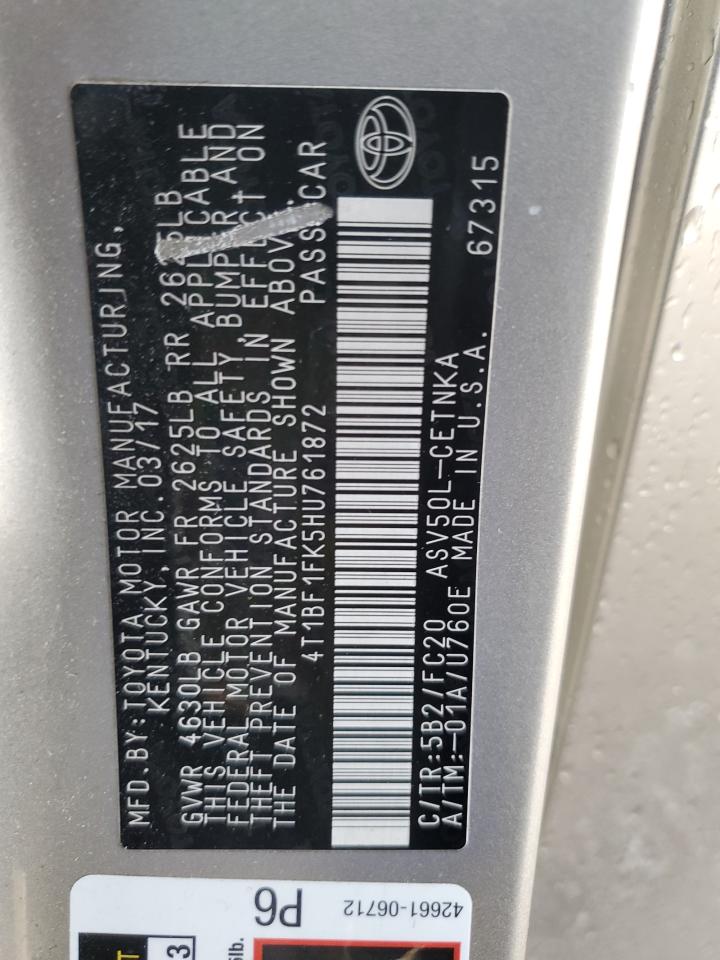 MFD.BY:TOYOTA MOTOR MANUFACTURING,
KENTUCKY, INC. 03/17
GVWR 4630LB GAWR FR 2625LB RR
THIS VEHICLE CONFORMS TO ALL APPLICABLE
FEDERAL MOTOR VEHICLE SAFETY, BUMPER AND
THEFT PREVENTION STANDARDS IN EFFECT ON
THE DATE OF MANUFACTURE SHOWN ABOVE.
4T1BF1FK5HU761872 PASS. CAR
C/TR:5B2/FC20 ASV50L-CETNKA
A/TM:-01A/U760E MADE IN U.S.A. 67315
P6
42661-06712
3
lb.